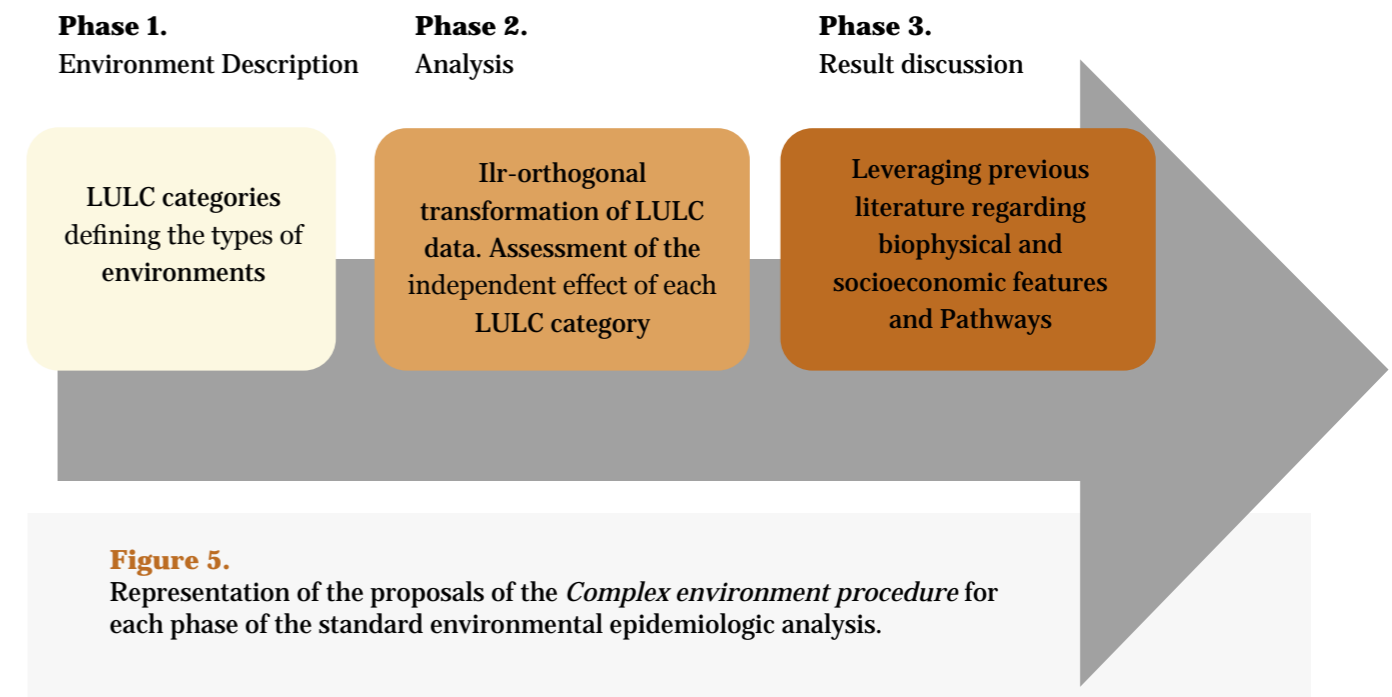 Phase 1.
Environment Description
Phase 2.
Analysis
Phase 3.
Result discussion
LULC categories
defining the types of
environments
Ilr-orthogonal
transformation of LULC
data. Assessment of the
independent effect of each
LULC category
Leveraging previous
literature regarding
biophysical and
socioeconomic features
and Pathways
Figure 5.
Representation of the proposals of the Complex environment procedure for
each phase of the standard environmental epidemiologic analysis.